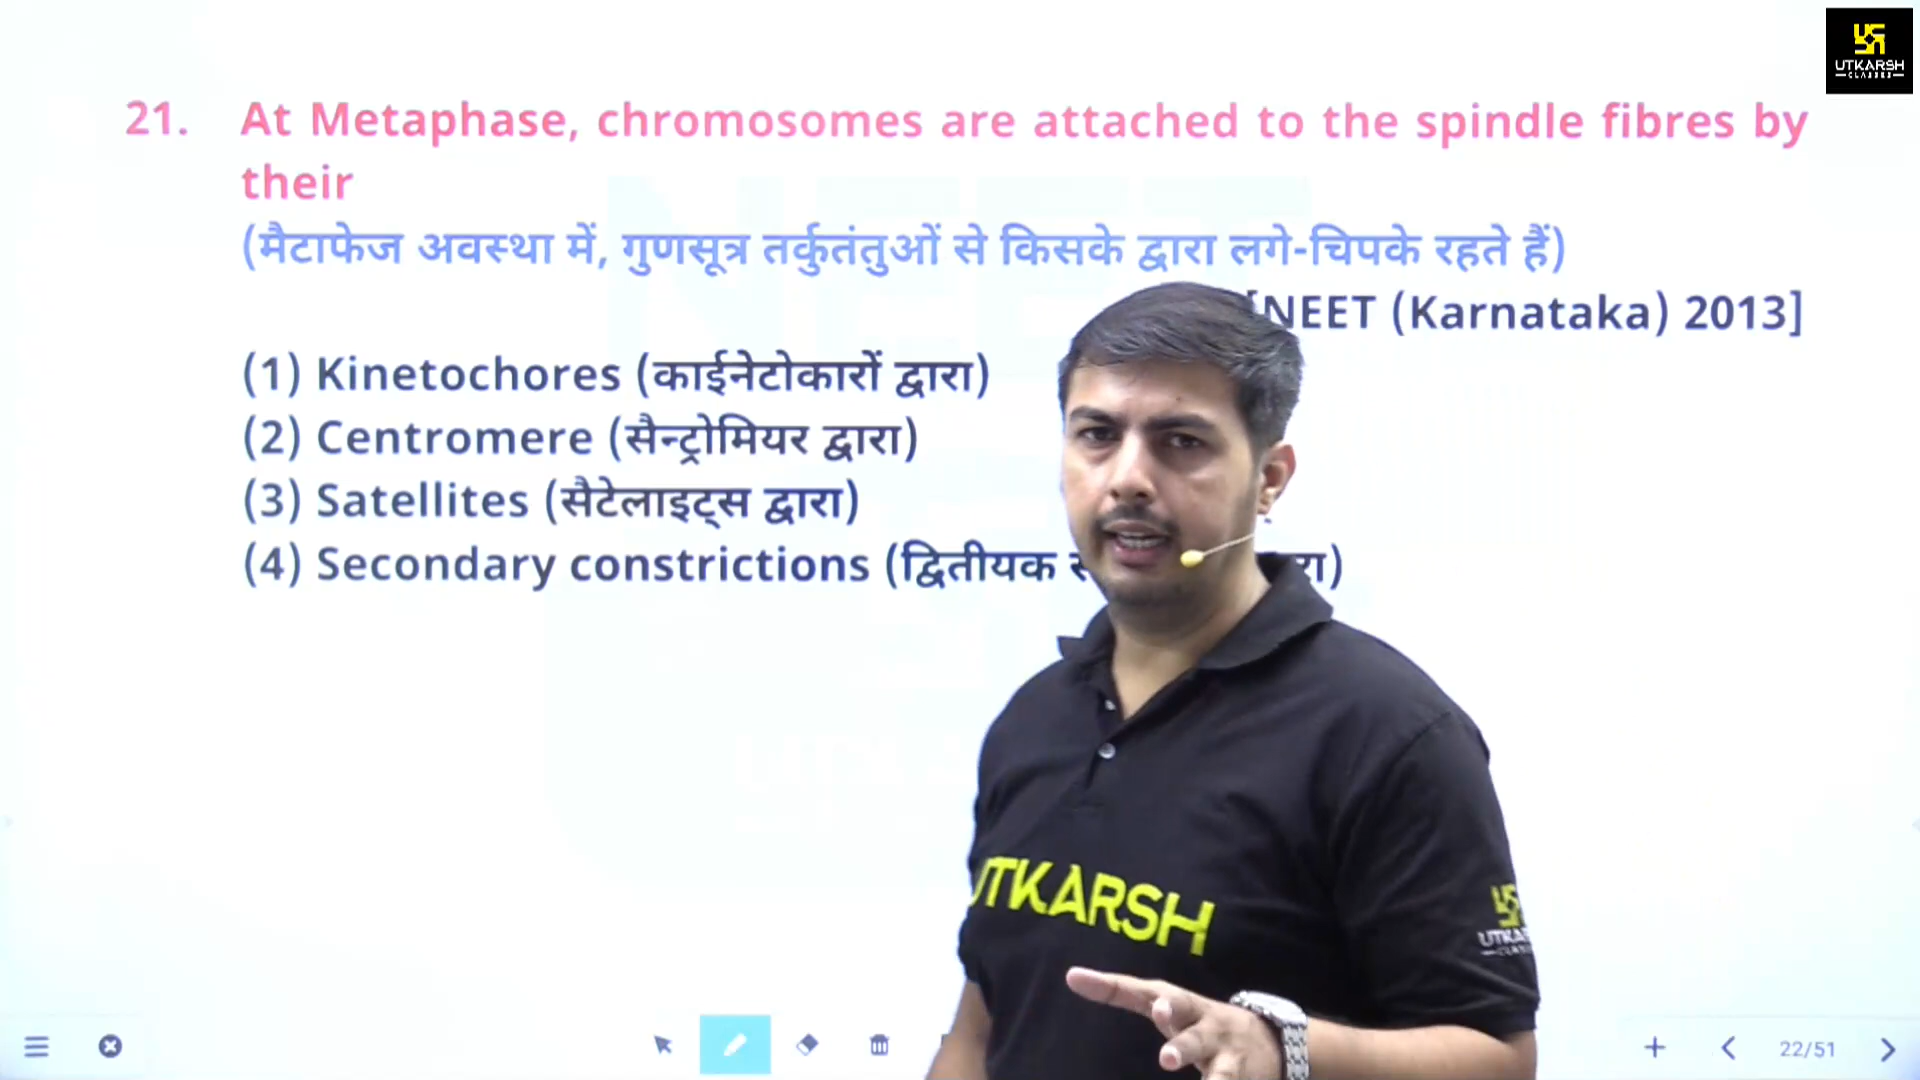 UTKARSH
CLASSES
21. At Metaphase, chromosomes are attached to the spindle fibres by
their
(मैटाफेज अवस्था में, गुणसूत्र तर्कुतंतुओं से किसके द्वारा लगे-चिपके रहते हैं)
[NEET (Karnataka) 2013]
(1) Kinetochores (काईनेटोकारों द्वारा)
(2) Centromere (सैन्ट्रोमियर द्वारा)
(3) Satellites (सैटेलाइट्स द्वारा)
(4) Secondary constrictions (द्वितीयक
UTKARSH
22/51